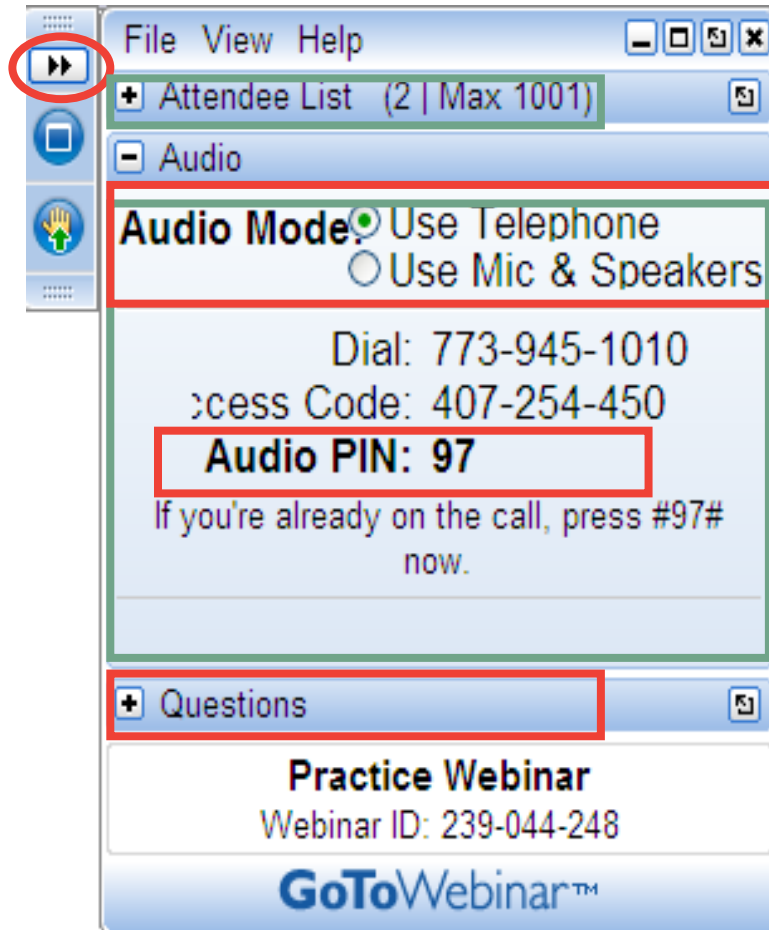 File View Help
Attendee List (2 | Max 1001)
Audio
Audio Mode: Use Telephone
Use Mic & Speakers
Dial: 773-945-1010
ccess Code: 407-254-450
Audio PIN: 97
If you're already on the call, press #97#
now.
Questions
Practice Webinar
Webinar ID: 239-044-248
GoToWebinar™